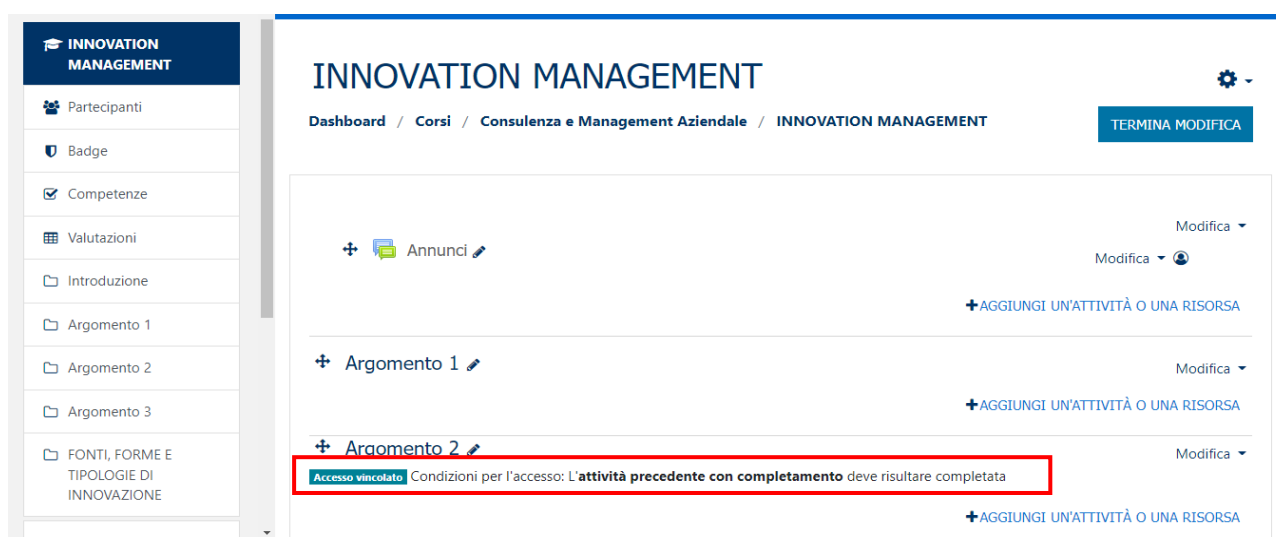 INNOVATION
MANAGEMENT
Partecipanti
Badge
Competenze
Valutazioni
Introduzione
Argomento 1
Argomento 2
Argomento 3
FONTI, FORME E
TIPOLOGIE DI
INNOVAZIONE
INNOVATION MANAGEMENT
Dashboard / Corsi / Consulenza e Management Aziendale / INNOVATION MANAGEMENT
TERMINA MODIFICA
Modifica
Annunci
Modifica
AGGIUNGI UN'ATTIVITÀ O UNA RISORSA
Argomento 1
Modifica
AGGIUNGI UN'ATTIVITÀ O UNA RISORSA
Argomento 2
Modifica
Accesso vincolato Condizioni per l'accesso: L'attività precedente con completamento deve risultare completata
AGGIUNGI UN'ATTIVITÀ O UNA RISORSA